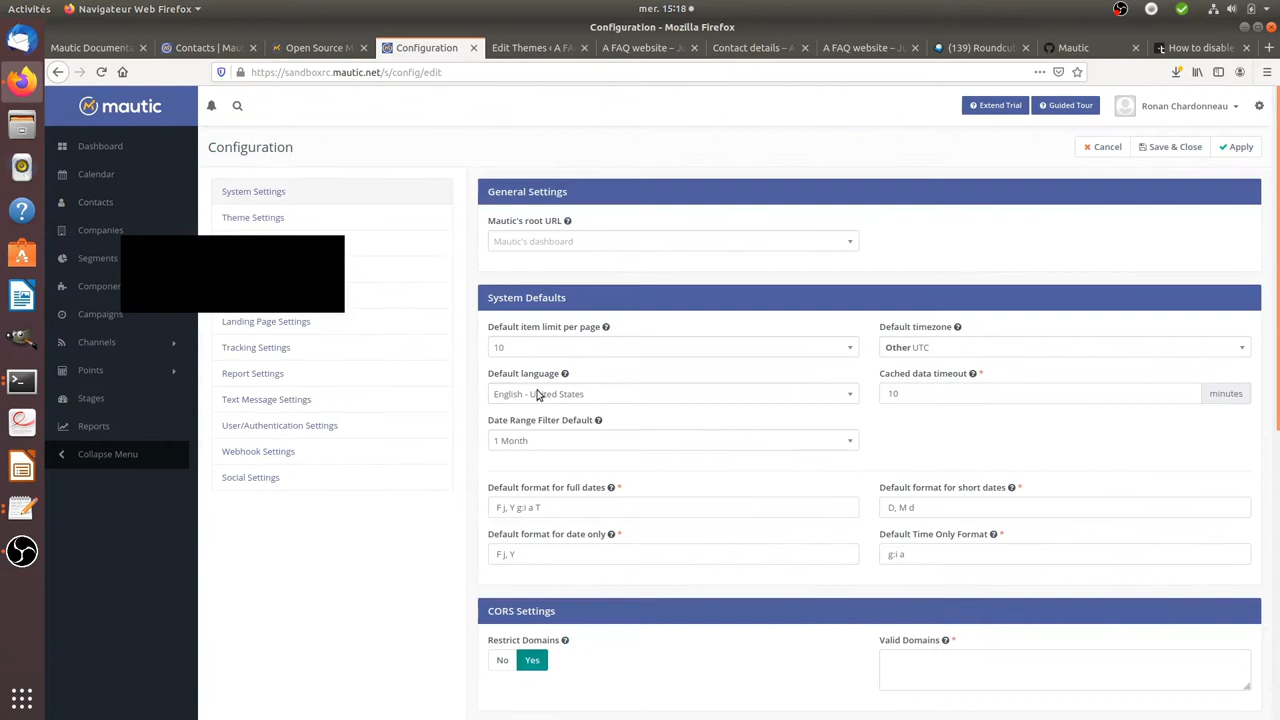 Activités
Navigateur Web Firefox
mer. 15:18
Configuration - Mozilla Firefox
Mautic Documenta
Contacts | Maut
Open Source M
Configuration
Edit Themes ‹ A FA
A FAQ website – Ju
Contact details – A
A FAQ website – Ju
(139) Roundcub
Mautic
How to disable
https://sandboxrc.mautic.net/s/config/edit
mautic
Extend Trial
Guided Tour
Ronan Chardonneau
Dashboard
Calendar
Contacts
Companies
Segments
Componer
Campaigns
Channels
Points
Stages
Reports
Collapse Menu
Configuration
Cancel
Save & Close
Apply
System Settings
Theme Settings
Landing Page Settings
Tracking Settings
Report Settings
Text Message Settings
User/Authentication Settings
Webhook Settings
Social Settings
General Settings
Mautic's root URL
Mautic's dashboard
System Defaults
Default item limit per page
10
Default timezone
Other UTC
Default language
English - United States
Cached data timeout *
10 minutes
Date Range Filter Default
1 Month
Default format for full dates *
F j, Y g:i a T
Default format for short dates *
D, M d
Default format for date only *
F j, Y
Default Time Only Format *
g:i a
CORS Settings
Restrict Domains
No Yes
Valid Domains *